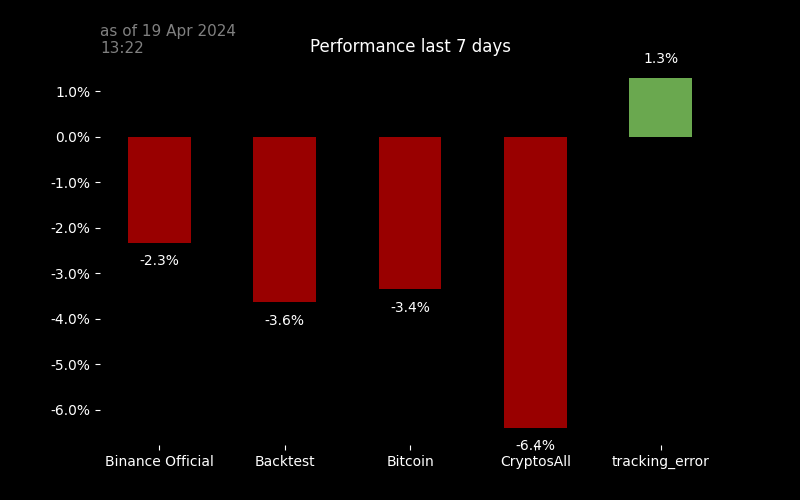 as of 19 Apr 2024
13:22
Performance last 7 days
1.3%
1.0%
0.0%
-1.0%
-2.0%
-3.0%
-4.0%
-5.0%
-6.0%
-2.3%
-3.6%
-3.4%
-6.4%
Binance Official
Backtest
Bitcoin
CryptosAll
tracking_error